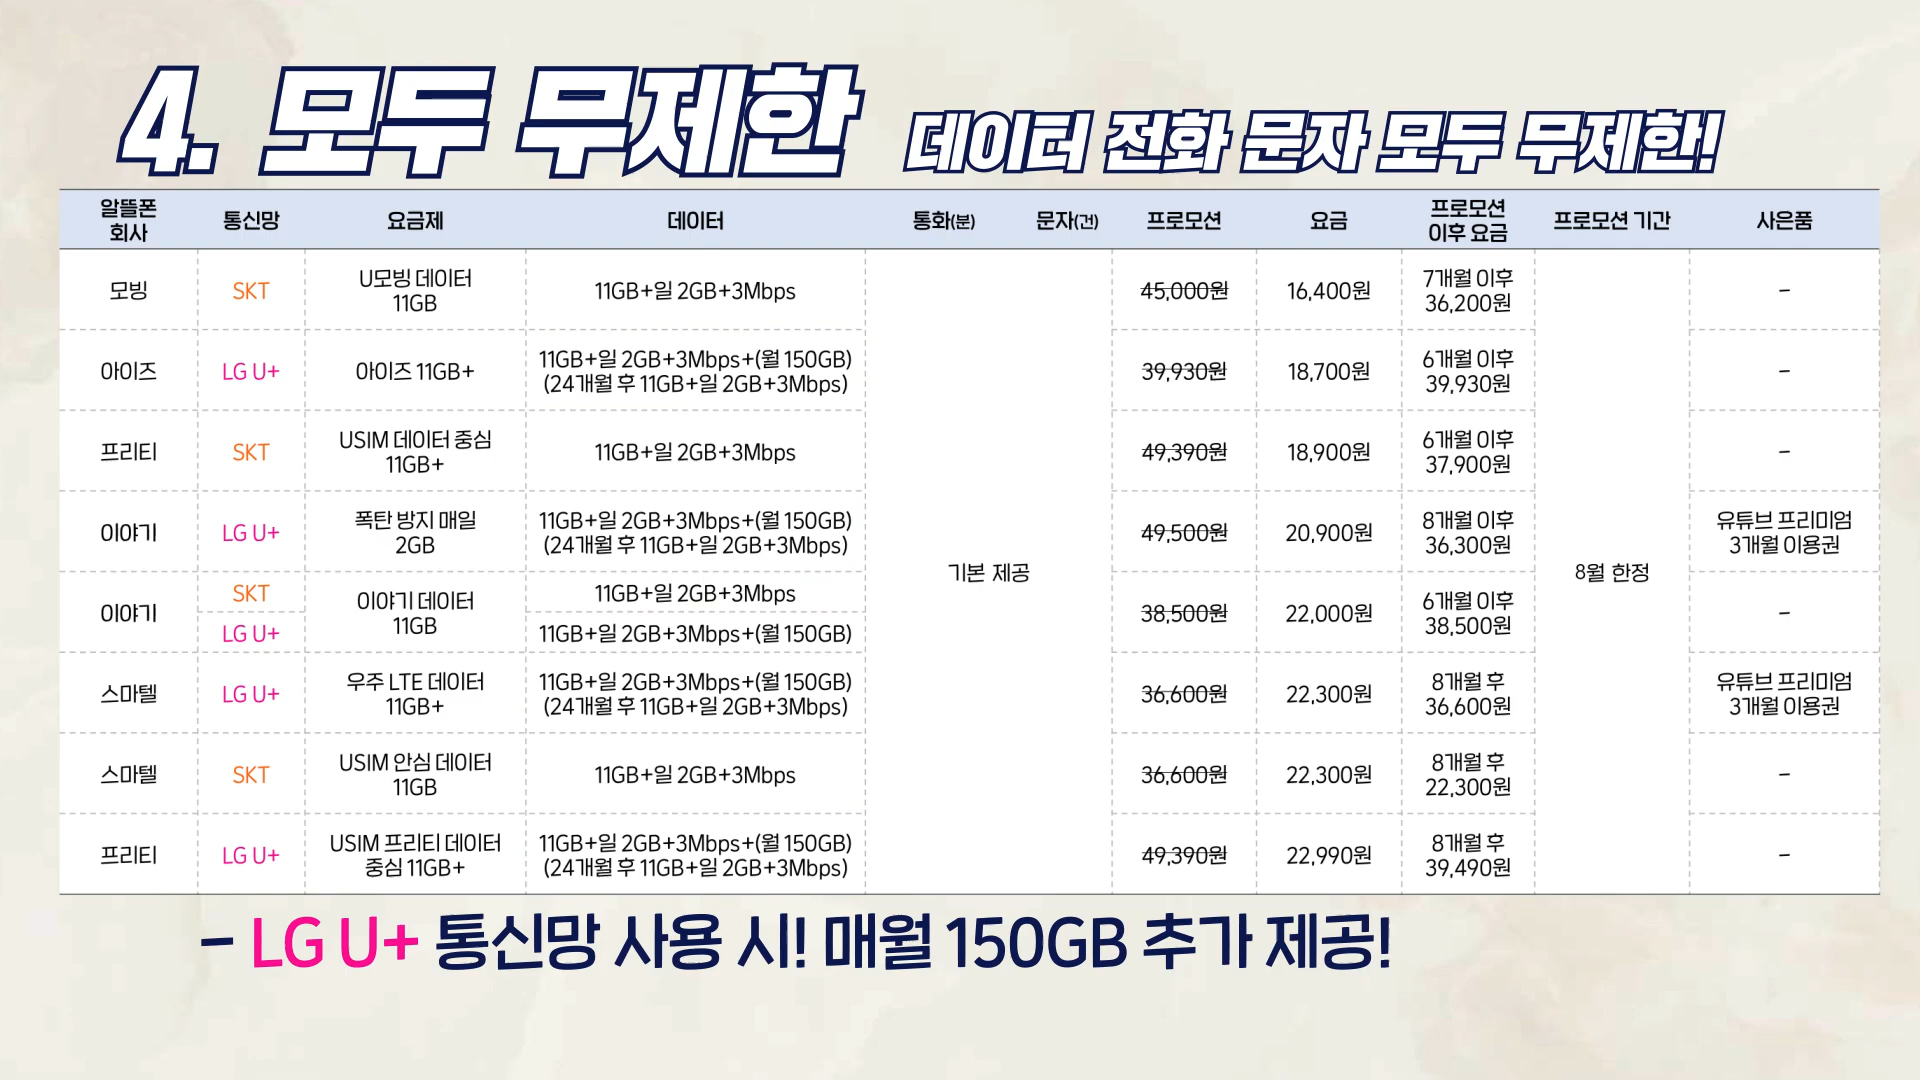 4. 모두 무제한 데이터 전화 문자 모두 무제한!
알뜰폰
회사
통신망
요금제
데이터
통화(분)
문자(건)
프로모션
요금
프로모션
이후 요금
프로모션 기간
사은품
모빙
SKT
U모빙 데이터
11GB
11GB+일 2GB+3Mbps
45,000원
16,400원
7개월 이후
36,200원
-
아이즈
LG U+
아이즈 11GB+
11GB+일 2GB+3Mbps+(월 150GB)
(24개월 후 11GB+일 2GB+3Mbps)
39,930원
18,700원
6개월 이후
39,930원
-
프리티
SKT
USIM 데이터 중심
11GB+
11GB+일 2GB+3Mbps
49,390원
18,900원
6개월 이후
37,900원
-
이야기
LG U+
폭탄 방지 매일
2GB
11GB+일 2GB+3Mbps+(월 150GB)
(24개월 후 11GB+일 2GB+3Mbps)
49,500원
20,900원
8개월 이후
36,300원
유튜브 프리미엄
3개월 이용권
기본 제공
8월 한정
이야기
SKT
LG U+
이야기 데이터
11GB
11GB+일 2GB+3Mbps
11GB+일 2GB+3Mbps+(월 150GB)
38,500원
22,000원
6개월 이후
38,500원
-
스마텔
LG U+
우주 LTE 데이터
11GB+
11GB+일 2GB+3Mbps+(월 150GB)
(24개월 후 11GB+일 2GB+3Mbps)
36,600원
22,300원
8개월 후
36,600원
유튜브 프리미엄
3개월 이용권
스마텔
SKT
USIM 안심 데이터
11GB
11GB+일 2GB+3Mbps
36,600원
22,300원
8개월 후
22,300원
-
프리티
LG U+
USIM 프리티 데이터
중심 11GB+
11GB+일 2GB+3Mbps+(월 150GB)
(24개월 후 11GB+일 2GB+3Mbps)
49,390원
22,990원
8개월 후
39,490원
-
- LG U+ 통신망 사용 시! 매월 150GB 추가 제공!